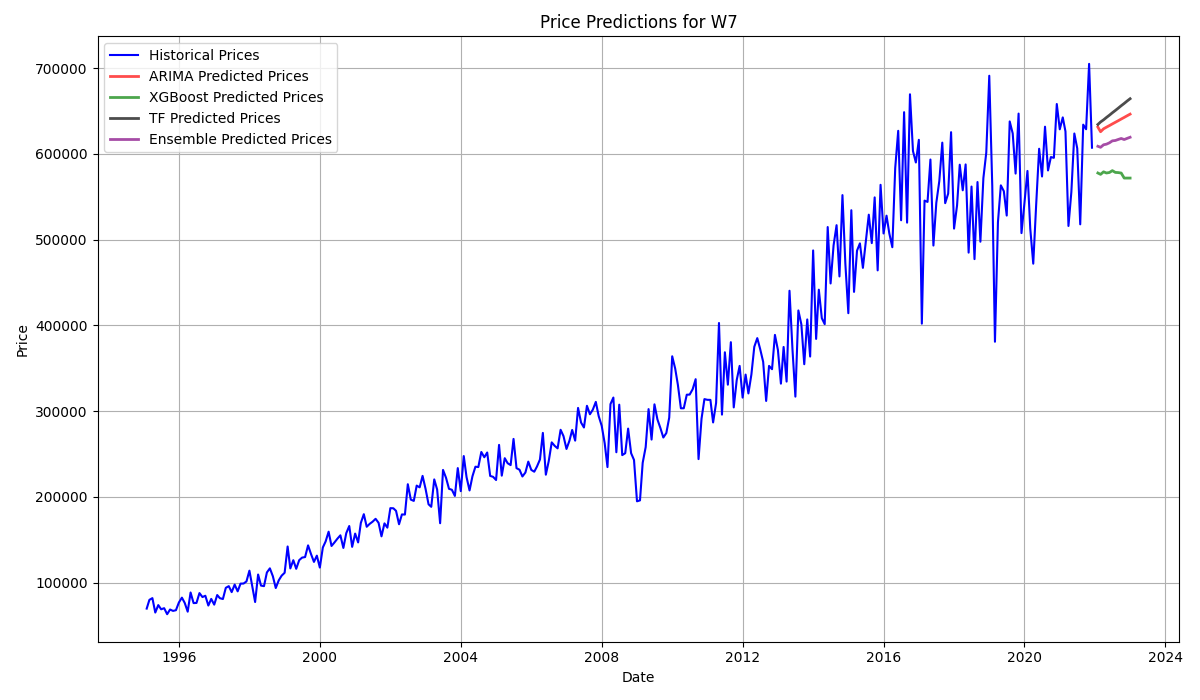 Price Predictions for W7
Historical Prices
ARIMA Predicted Prices
XGBoost Predicted Prices
TF Predicted Prices
Ensemble Predicted Prices
Price
700000
600000
500000
400000
300000
200000
100000
1996 2000 2004 2008 2012 2016 2020 2024
Date